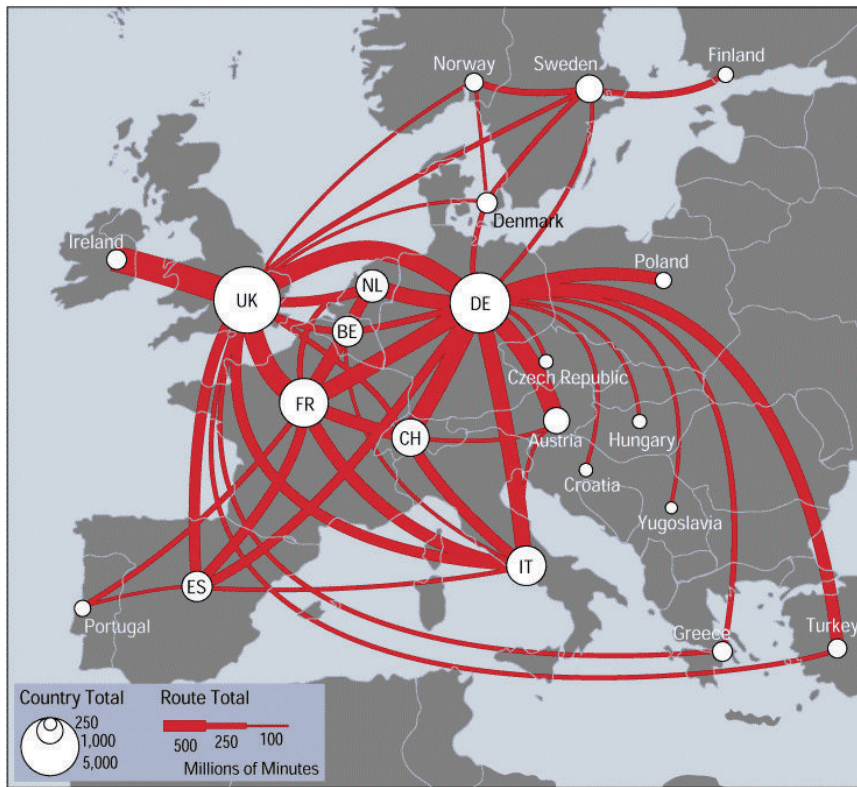 Norway
Sweden
Finland
Denmark
Ireland
UK
NL
DE
Poland
BE
Czech Republic
FR
CH
Austria
Hungary
Croatia
Yugoslavia
IT
ES
Portugal
Greece
Turkey
Country Total
250
1,000
5,000
Route Total
500 250 100
Millions of Minutes